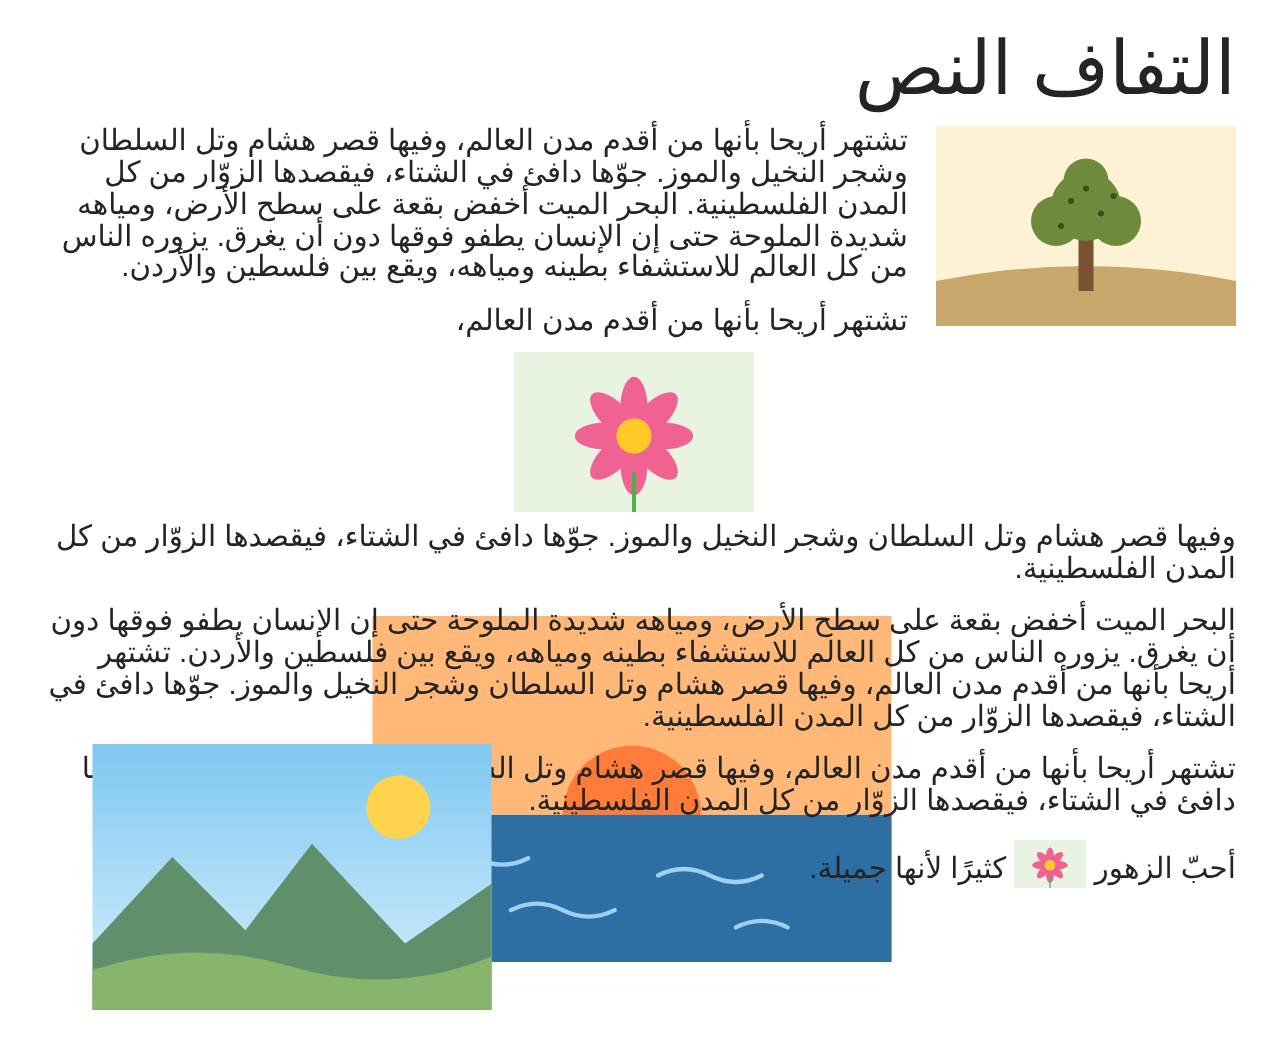 التفاف النص
تشتهر أريحا بأنها من أقدم مدن العالم، وفيها قصر هشام وتل السلطان
وشجر النخيل والموز. جوّها دافئ في الشتاء، فيقصدها الزوّار من كل
المدن الفلسطينية. البحر الميت أخفض بقعة على سطح الأرض، ومياهه
شديدة الملوحة حتى إن الإنسان يطفو فوقها دون أن يغرق. يزوره الناس
من كل العالم للاستشفاء بطينه ومياهه، ويقع بين فلسطين والأردن.
تشتهر أريحا بأنها من أقدم مدن العالم،
وفيها قصر هشام وتل السلطان وشجر النخيل والموز. جوّها دافئ في الشتاء، فيقصدها الزوّار من كل
المدن الفلسطينية.
البحر الميت أخفض بقعة على سطح الأرض، ومياهه شديدة الملوحة حتى إن الإنسان يطفو فوقها دون
أن يغرق. يزوره الناس من كل العالم للاستشفاء بطينه ومياهه، ويقع بين فلسطين والأردن. تشتهر
أريحا بأنها من أقدم مدن العالم، وفيها قصر هشام وتل السلطان وشجر النخيل والموز. جوّها دافئ في
الشتاء، فيقصدها الزوّار من كل المدن الفلسطينية.
تشتهر أريحا بأنها من أقدم مدن العالم، وفيها قصر هشام وتل
دافئ في الشتاء، فيقصدها الزوّار من كل المدن الفلسطينية.
أحبّ الزهور كثيرًا لأنها جميلة.